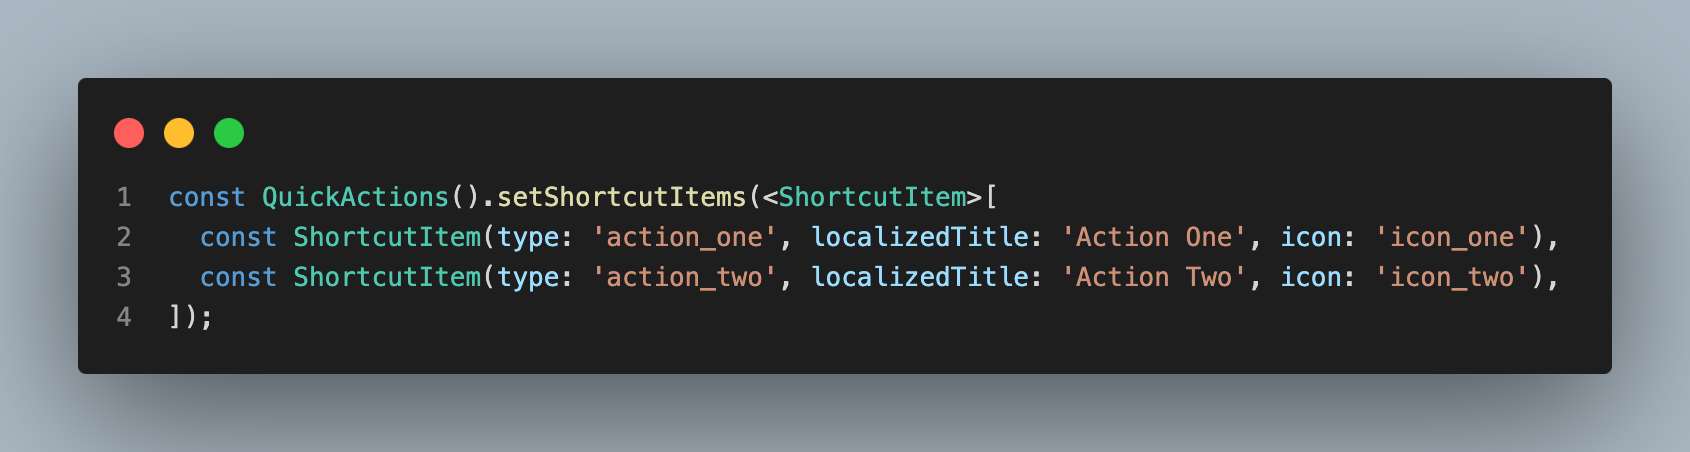 1 const QuickActions().setShortcutItems(<ShortcutItem>[
2   const ShortcutItem(type: 'action_one', localizedTitle: 'Action One', icon: 'icon_one'),
3   const ShortcutItem(type: 'action_two', localizedTitle: 'Action Two', icon: 'icon_two'),
4 ]);